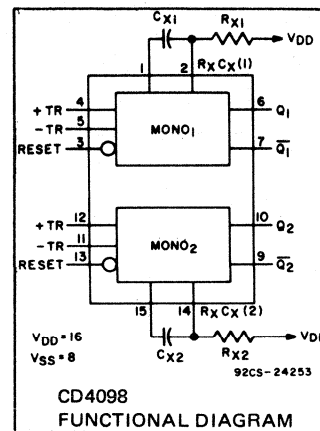 CX1 RX1
VDD
1 2 RXCX(1)
+TR 4 6 Q1
-TR 5 MONO1 7 Q̅1
RESET 3
+TR 12 10 Q2
-TR 11 MONO2 9 Q̅2
RESET 13
15 14 RXCX(2)
VDD=16 VD
VSS=8 CX2 RX2
92CS-24253
CD4098
FUNCTIONAL DIAGRAM